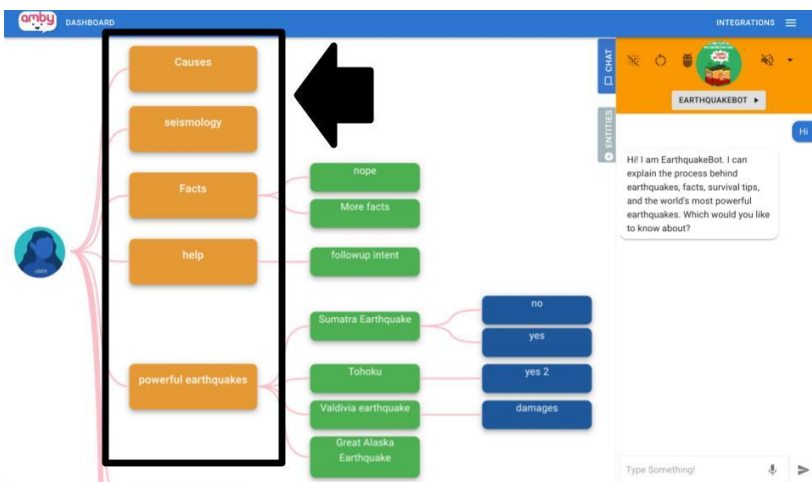 amby
DASHBOARD
INTEGRATIONS
Causes
seismology
Facts
nope
More facts
help
followup intent
USER
powerful earthquakes
Sumatra Earthquake
no
yes
Tohoku
yes 2
Valdivia earthquake
damages
Great Alaska
Earthquake
CHAT
ENTITIES
EARTHQUAKEBOT
Hi
Hi! I am EarthquakeBot. I can
explain the process behind
earthquakes, facts, survival tips,
and the world's most powerful
earthquakes. Which would you like
to know about?
Type Something!